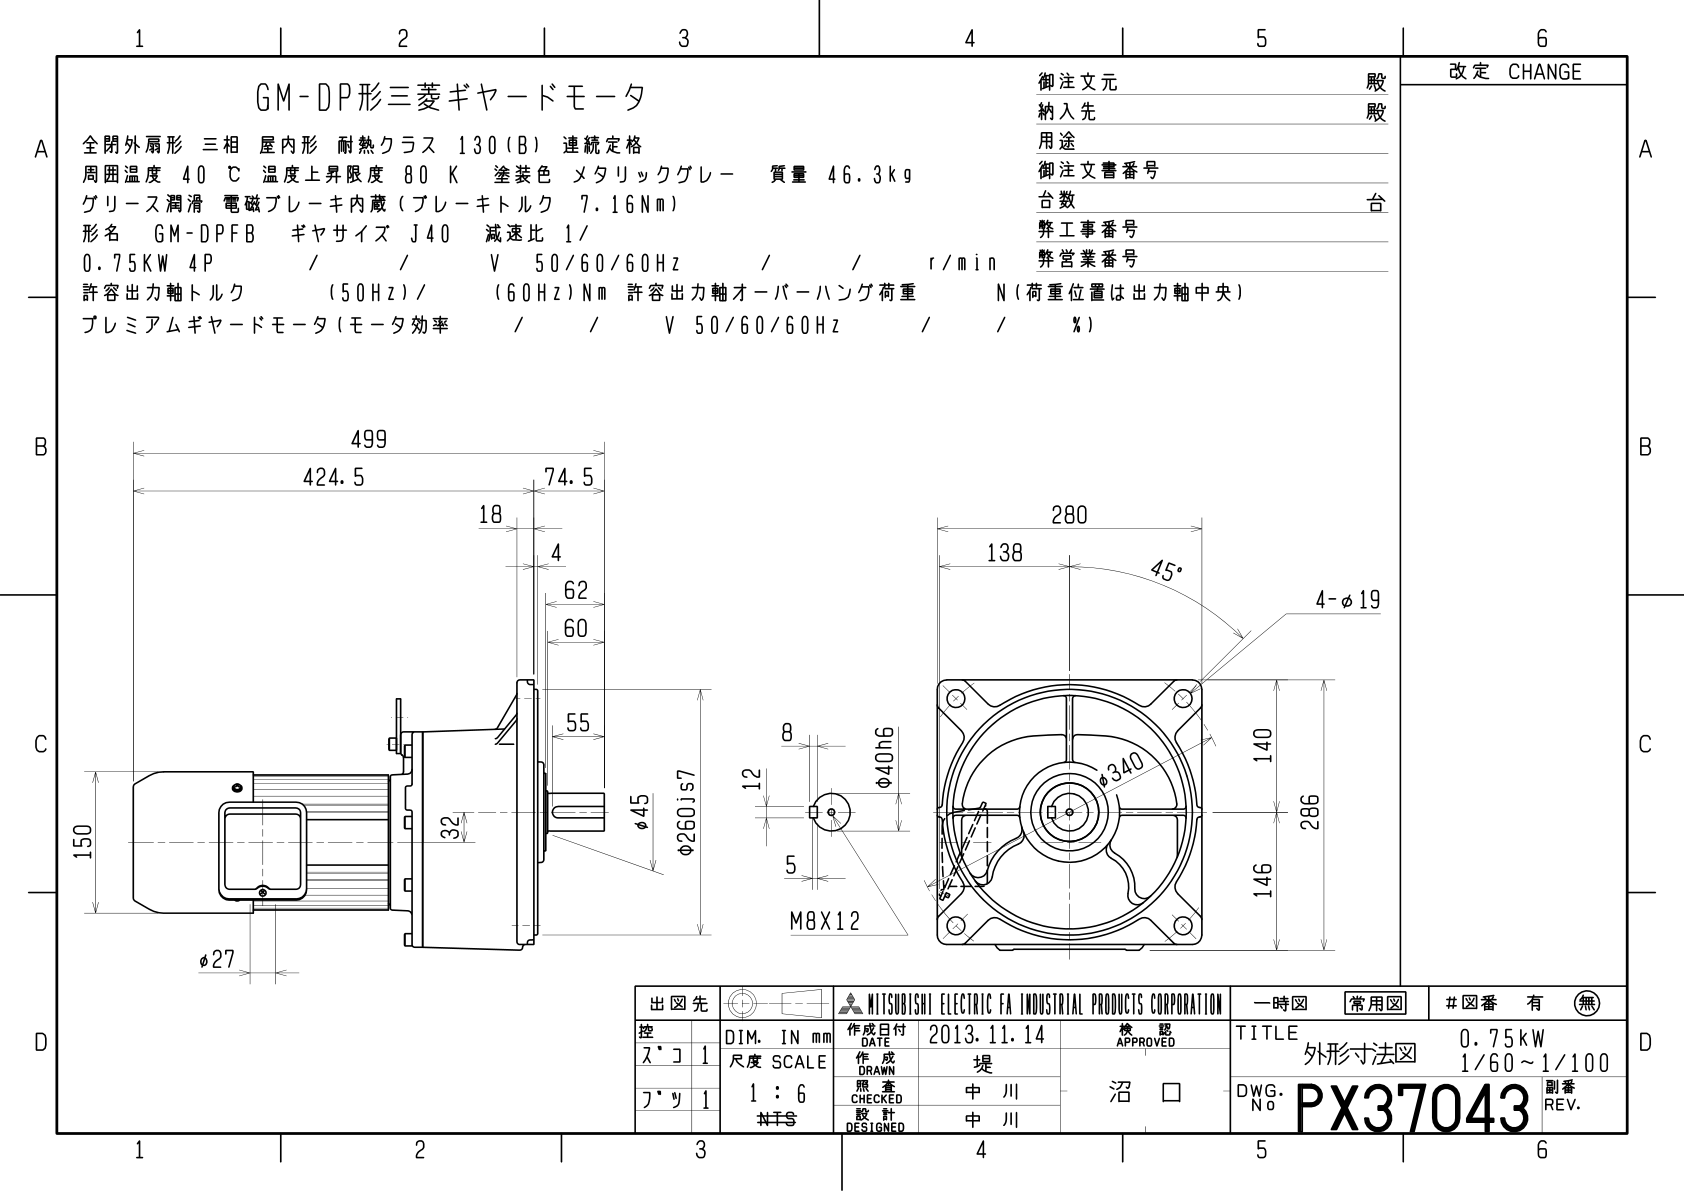 1 2 3 4 5 6
改定 CHANGE
GM-DP形三菱ギヤードモータ
全閉外扇形 三相 屋内形 耐熱クラス 130(B) 連続定格
周囲温度 40 ℃ 温度上昇限度 80 K 塗装色 メタリックグレー 質量 46.3kg
グリース潤滑 電磁ブレーキ内蔵(ブレーキトルク 7.16Nm)
形名 GM-DPFB ギヤサイズ J40 減速比 1/
0.75KW 4P / / V 50/60/60Hz / / r/min
許容出力軸トルク (50Hz)/ (60Hz)Nm 許容出力軸オーバーハング荷重 N(荷重位置は出力軸中央)
プレミアムギヤードモータ(モータ効率 / / V 50/60/60Hz / / %)
御注文元 殿
納入先 殿
用途
御注文書番号
台数 台
弊工事番号
弊営業番号
A A
B B
C C
D D
499
424.5 74.5
18
4
62
60
55
150
32
φ27
φ45
φ260js7
8
12
5
φ40h6
M8X12
280
138
45°
4-φ19
φ340
140
286
146
出図先
控
ズコ 1
ブツ 1
DIM. IN mm
尺度 SCALE
1 : 6
NTS
MITSUBISHI ELECTRIC FA INDUSTRIAL PRODUCTS CORPORATION
作成日付 DATE 2013.11.14
作成 DRAWN 堤
照査 CHECKED 中川
設計 DESIGNED 中川
検認 APPROVED
沼口
一時図 常用図 #図番 有 無
TITLE 外形寸法図
0.75kW
1/60~1/100
DWG. No PX37043
副番 REV.
1 2 3 4 5 6